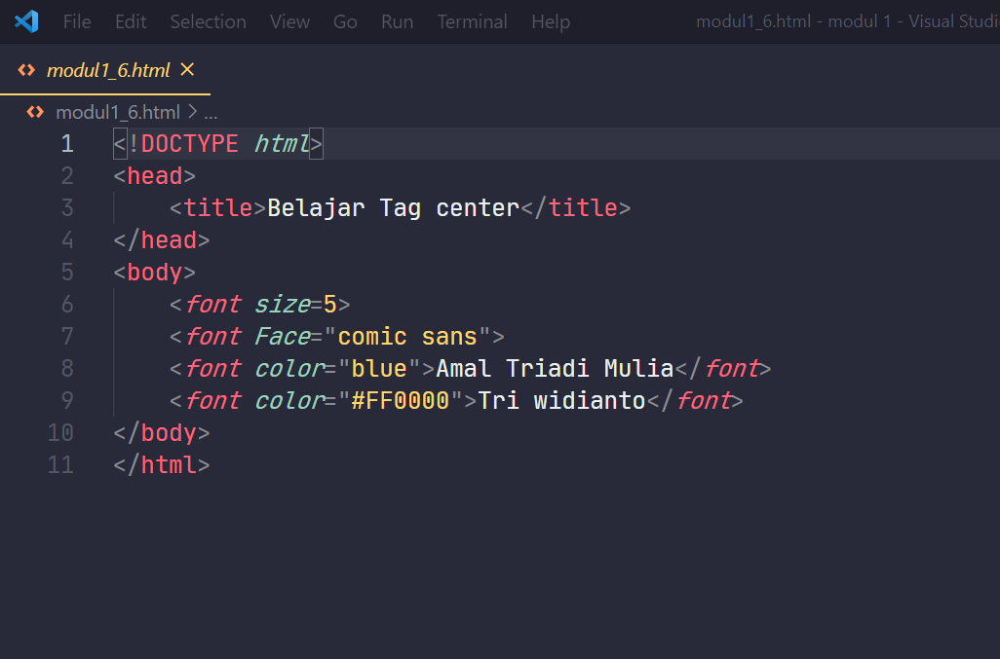 File Edit Selection View Go Run Terminal Help modul1_6.html - modul 1 - Visual Studi
modul1_6.html
modul1_6.html > ...
1 <!DOCTYPE html>
2 <head>
3     <title>Belajar Tag center</title>
4 </head>
5 <body>
6     <font size=5>
7     <font Face="comic sans">
8     <font color="blue">Amal Triadi Mulia</font>
9     <font color="#FF0000">Tri widianto</font>
10 </body>
11 </html>